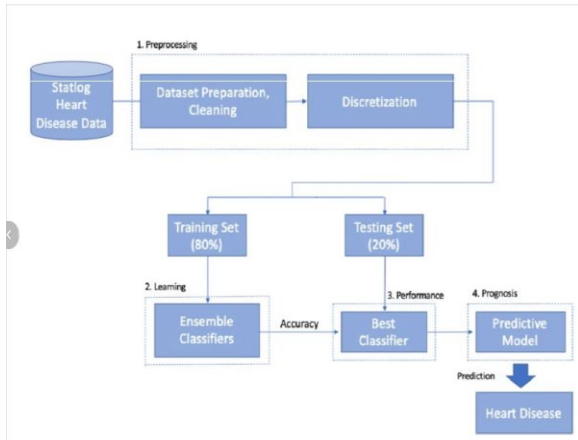 1. Preprocessing
Statlog
Heart
Disease Data
Dataset Preparation,
Cleaning
Discretization
Training Set
(80%)
Testing Set
(20%)
2. Learning
3. Performance
4. Prognosis
Ensemble
Classifiers
Accuracy
Best
Classifier
Predictive
Model
Prediction
Heart Disease